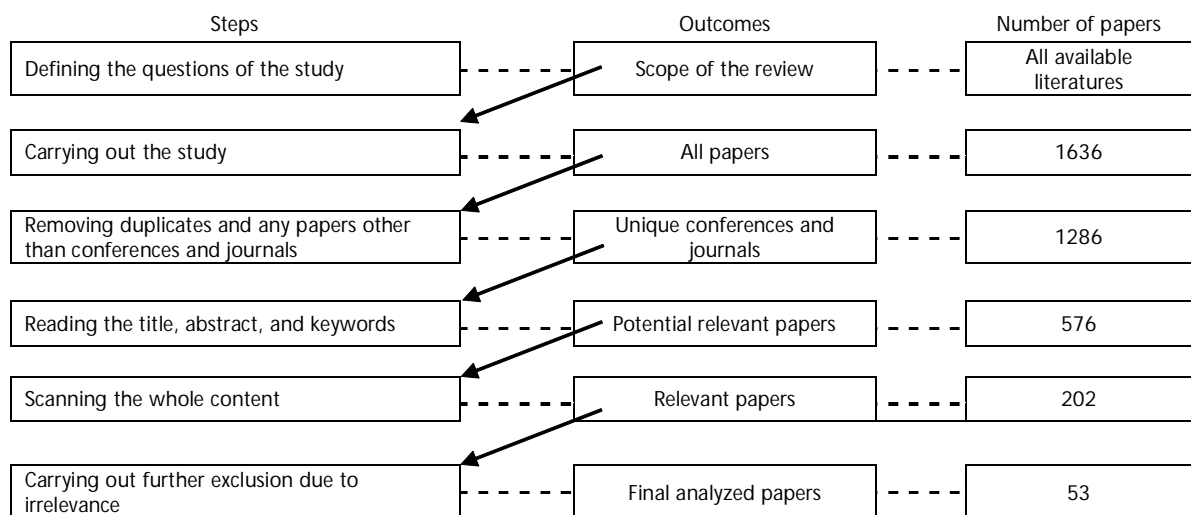 Steps
Outcomes
Number of papers
Defining the questions of the study
Scope of the review
All available
literatures
Carrying out the study
All papers
1636
Removing duplicates and any papers other
than conferences and journals
Unique conferences and
journals
1286
Reading the title, abstract, and keywords
Potential relevant papers
576
Scanning the whole content
Relevant papers
202
Carrying out further exclusion due to
irrelevance
Final analyzed papers
53